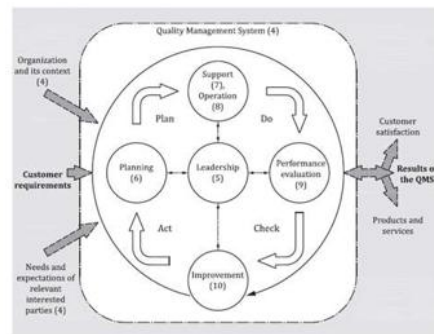 Quality Management System (4)
Organization
and its context
(4)
Support
(7),
Operation
(8)
Plan
Do
Customer
satisfaction
Customer
requirements
Planning
(6)
Leadership
(5)
Performance
evaluation
(9)
Results of
the QMS
Act
Check
Products and
services
Needs and
expectations of
relevant
interested
parties (4)
Improvement
(10)